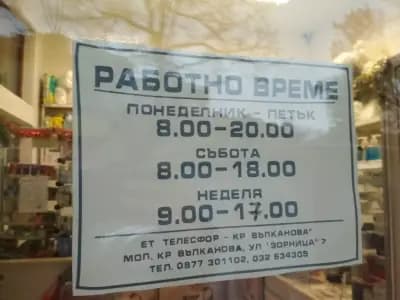 РАБОТНО ВРЕМЕ
ПОНЕДЕЛНИК – ПЕТЪК
8.00-20.00
СЪБОТА
8.00-18.00
НЕДЕЛЯ
9.00-17.00
ЕТ ТЕЛЕСФОР - КР ВЪЛКАНОВА"
МОЛ. КР ВЪЛКАНОВА, УЛ "ЗОРНИЦА" 7
ТЕЛ. 0877 301102, 032 634309